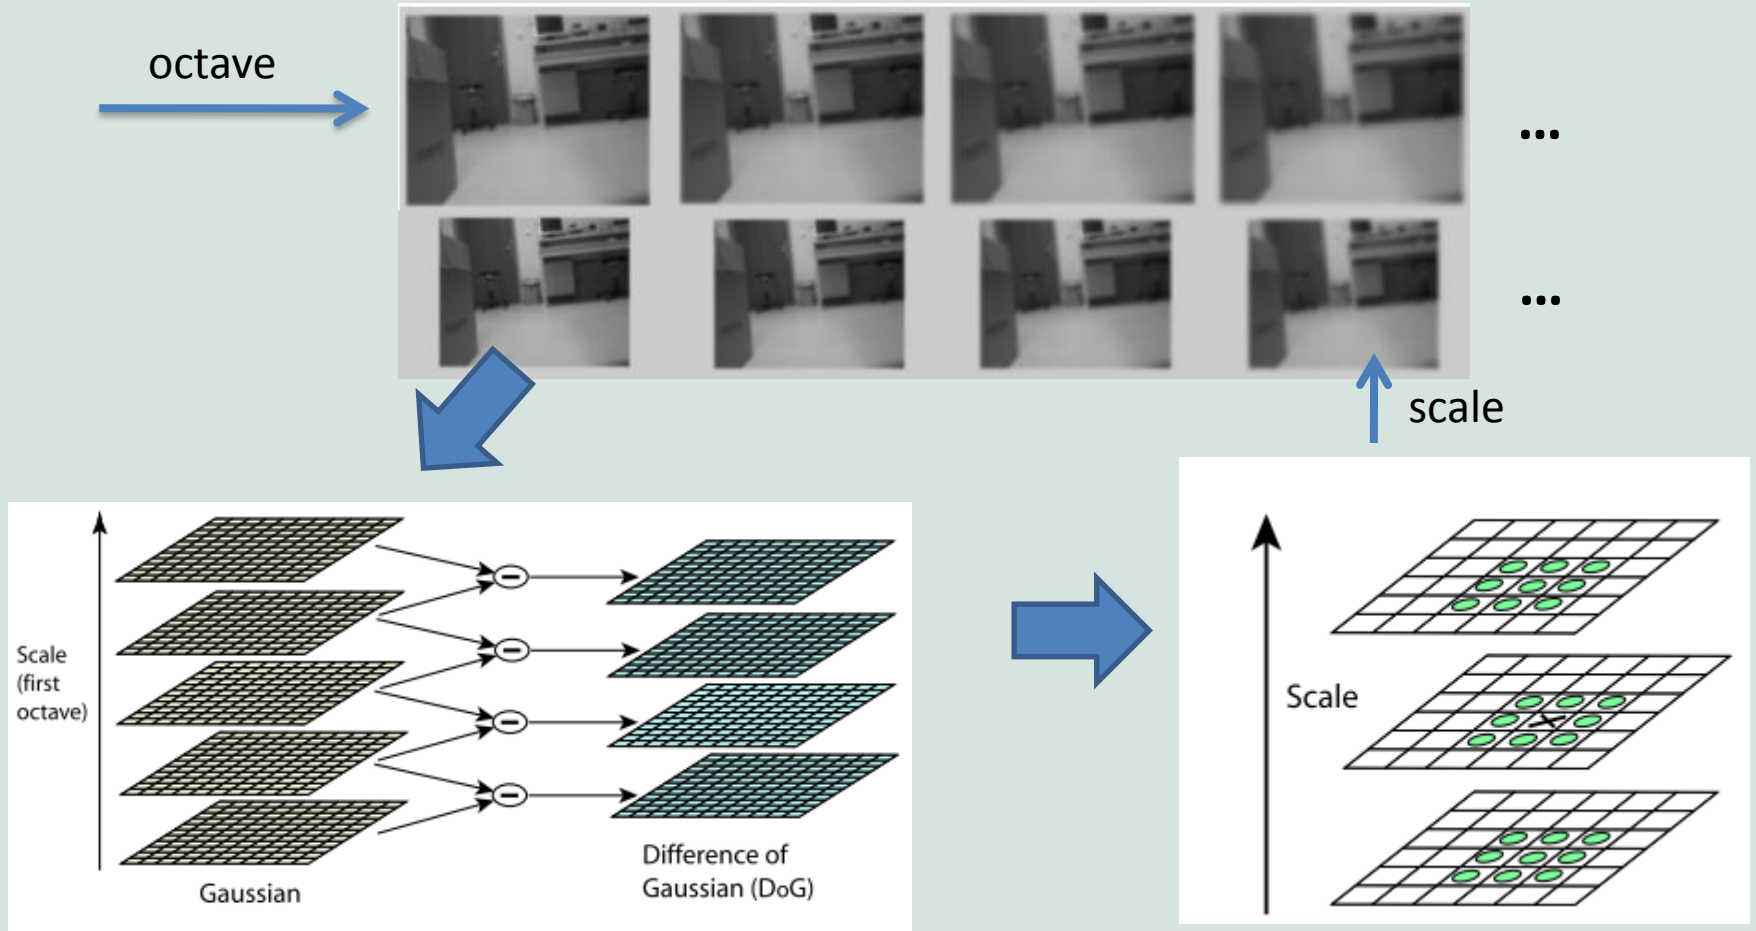 octave
...
...
scale
Scale
(first
octave)
Gaussian
Difference of
Gaussian (DoG)
Scale